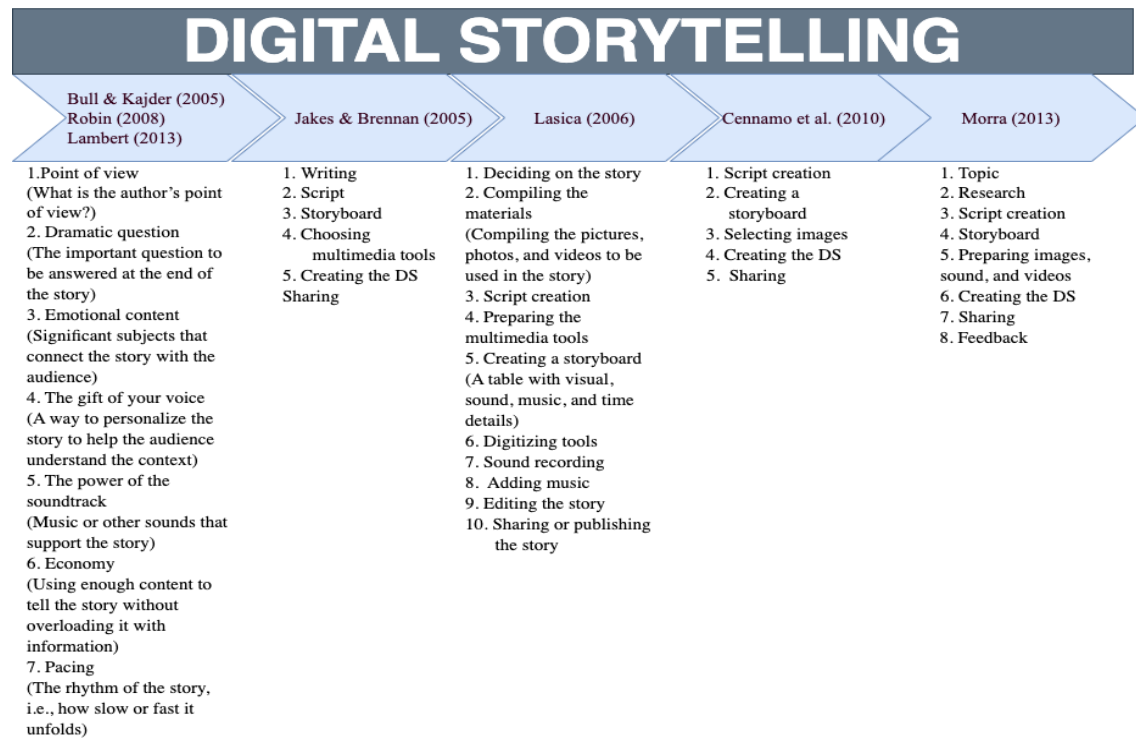 DIGITAL STORYTELLING
Bull & Kajder (2005)
Robin (2008)
Lambert (2013)
Jakes & Brennan (2005)
Lasica (2006)
Cennamo et al. (2010)
Morra (2013)
1.Point of view
(What is the author's point
of view?)
2. Dramatic question
(The important question to
be answered at the end of
the story)
3. Emotional content
(Significant subjects that
connect the story with the
audience)
4. The gift of your voice
(A way to personalize the
story to help the audience
understand the context)
5. The power of the
soundtrack
(Music or other sounds that
support the story)
6. Economy
(Using enough content to
tell the story without
overloading it with
information)
7. Pacing
(The rhythm of the story,
i.e., how slow or fast it
unfolds)
1. Writing
2. Script
3. Storyboard
4. Choosing
multimedia tools
5. Creating the DS
Sharing
1. Deciding on the story
2. Compiling the
materials
(Compiling the pictures,
photos, and videos to be
used in the story)
3. Script creation
4. Preparing the
multimedia tools
5. Creating a storyboard
(A table with visual,
sound, music, and time
details)
6. Digitizing tools
7. Sound recording
8. Adding music
9. Editing the story
10. Sharing or publishing
the story
1. Script creation
2. Creating a
storyboard
3. Selecting images
4. Creating the DS
5. Sharing
1. Topic
2. Research
3. Script creation
4. Storyboard
5. Preparing images,
sound, and videos
6. Creating the DS
7. Sharing
8. Feedback